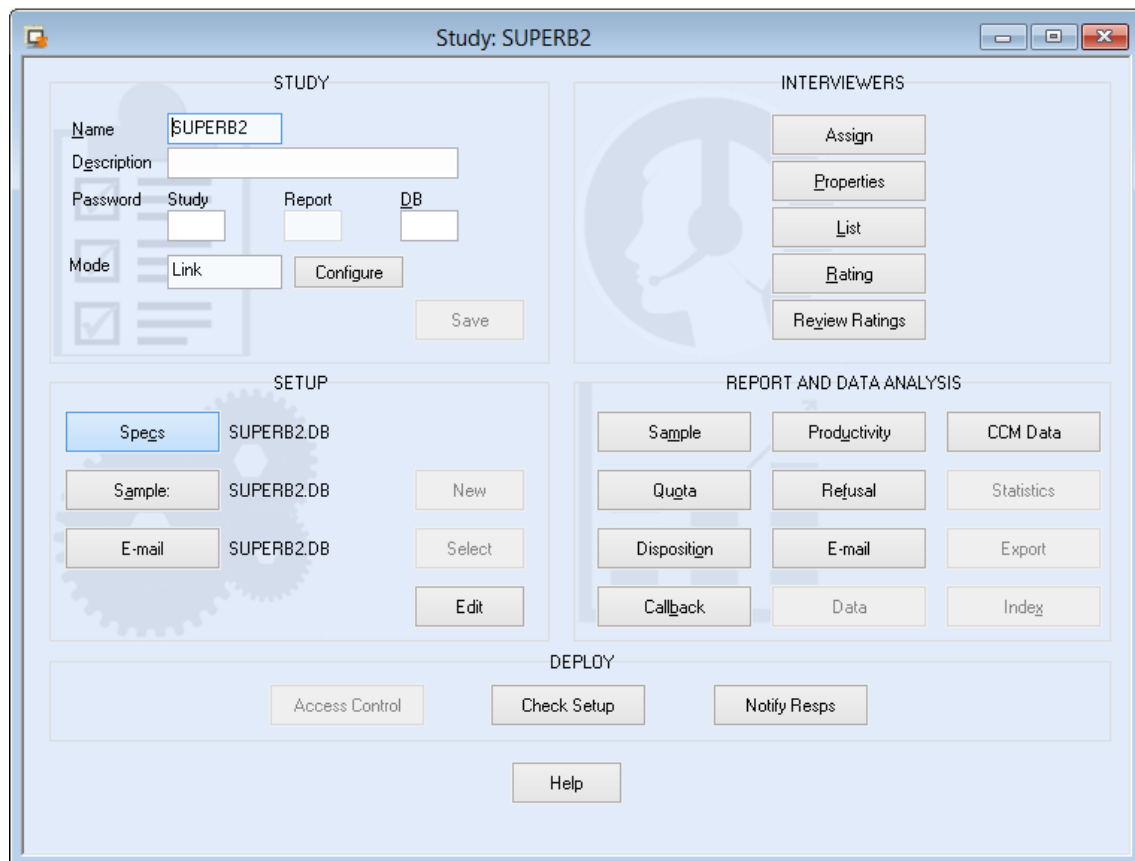 Study: SUPERB2
STUDY
Name SUPERB2
Description
Password Study Report DB
Mode Link Configure
Save
INTERVIEWERS
Assign
Properties
List
Rating
Review Ratings
SETUP
Specs SUPERB2.DB
Sample: SUPERB2.DB New
E-mail SUPERB2.DB Select
Edit
REPORT AND DATA ANALYSIS
Sample Productivity CCM Data
Quota Refusal Statistics
Disposition E-mail Export
Callback Data Index
DEPLOY
Access Control Check Setup Notify Resps
Help